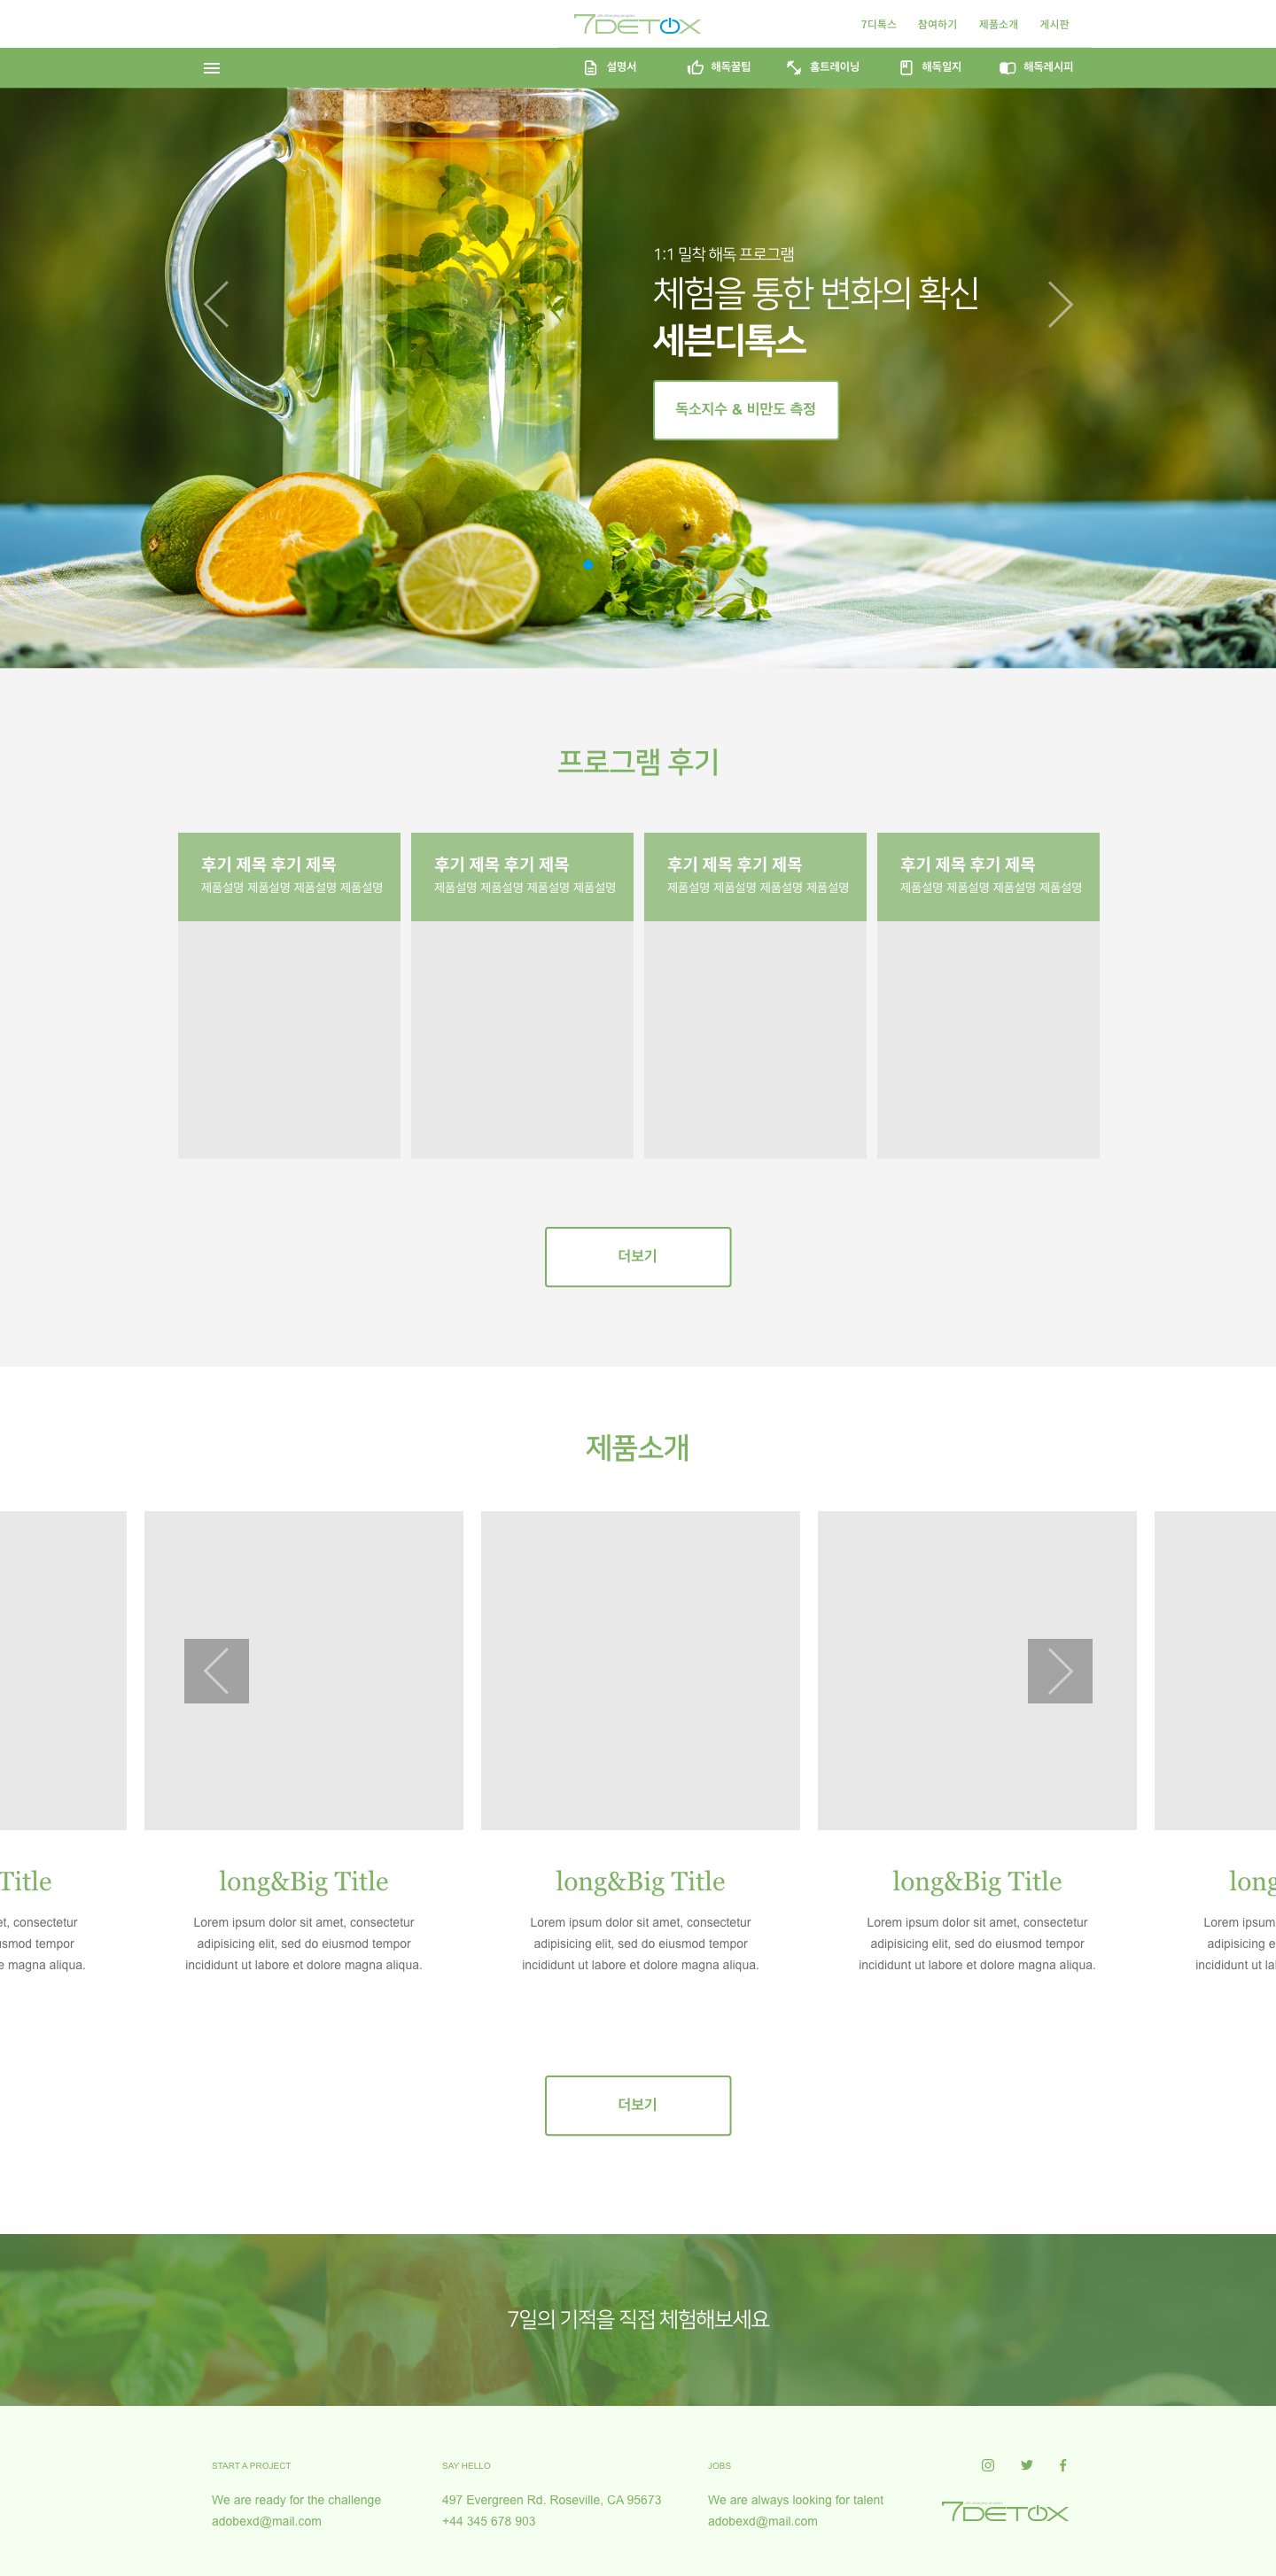 7DETOX
7디톡스 참여하기 제품소개 게시판
설명서 해독꿀팁 홈트레이닝 해독일지 해독레시피
1:1 밀착 해독 프로그램
체험을 통한 변화의 확신
세븐디톡스
독소지수 & 비만도 측정
프로그램 후기
후기 제목 후기 제목
제품설명 제품설명 제품설명 제품설명
후기 제목 후기 제목
제품설명 제품설명 제품설명 제품설명
후기 제목 후기 제목
제품설명 제품설명 제품설명 제품설명
후기 제목 후기 제목
제품설명 제품설명 제품설명 제품설명
더보기
제품소개
Title
et, consectetur
usmod tempor
e magna aliqua.
long&Big Title
Lorem ipsum dolor sit amet, consectetur
adipisicing elit, sed do eiusmod tempor
incididunt ut labore et dolore magna aliqua.
long&Big Title
Lorem ipsum dolor sit amet, consectetur
adipisicing elit, sed do eiusmod tempor
incididunt ut labore et dolore magna aliqua.
long&Big Title
Lorem ipsum dolor sit amet, consectetur
adipisicing elit, sed do eiusmod tempor
incididunt ut labore et dolore magna aliqua.
long
Lorem ipsum
adipisicing e
incididunt ut la
더보기
7일의 기적을 직접 체험해보세요
START A PROJECT
We are ready for the challenge
adobexd@mail.com
SAY HELLO
497 Evergreen Rd. Roseville, CA 95673
+44 345 678 903
JOBS
We are always looking for talent
adobexd@mail.com
7DETOX